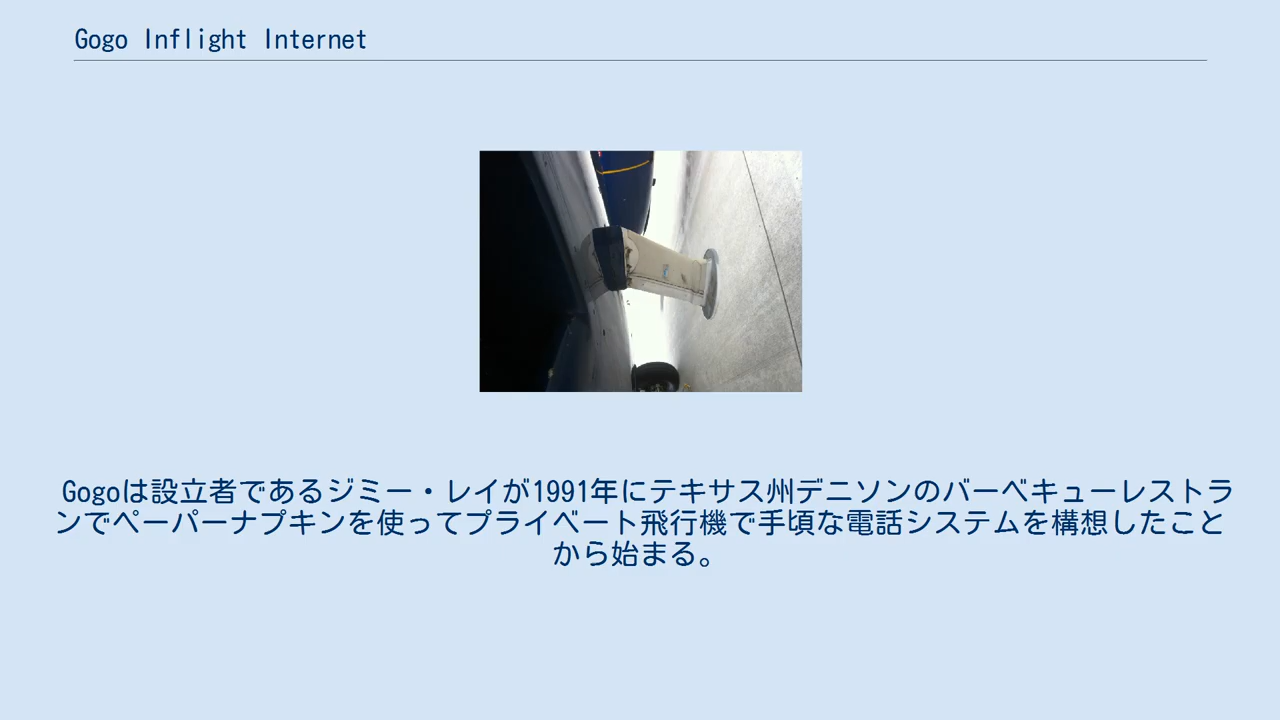 Gogo Inflight Internet
Gogoは設立者であるジミー・レイが1991年にテキサス州デニソンのバーベキューレストラ
ンでペーパーナプキンを使ってプライベート飛行機で手頃な電話システムを構想したこと
から始まる。